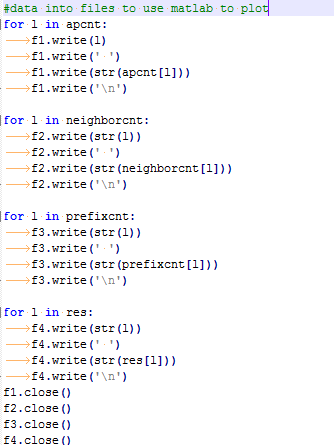 #data into files to use matlab to plot
for l in apcnt:
	f1.write(l)
	f1.write(' ')
	f1.write(str(apcnt[l]))
	f1.write('\n')

for l in neighborcnt:
	f2.write(str(l))
	f2.write(' ')
	f2.write(str(neighborcnt[l]))
	f2.write('\n')

for l in prefixcnt:
	f3.write(str(l))
	f3.write(' ')
	f3.write(str(prefixcnt[l]))
	f3.write('\n')

for l in res:
	f4.write(str(l))
	f4.write(' ')
	f4.write(str(res[l]))
	f4.write('\n')
f1.close()
f2.close()
f3.close()
f4.close()